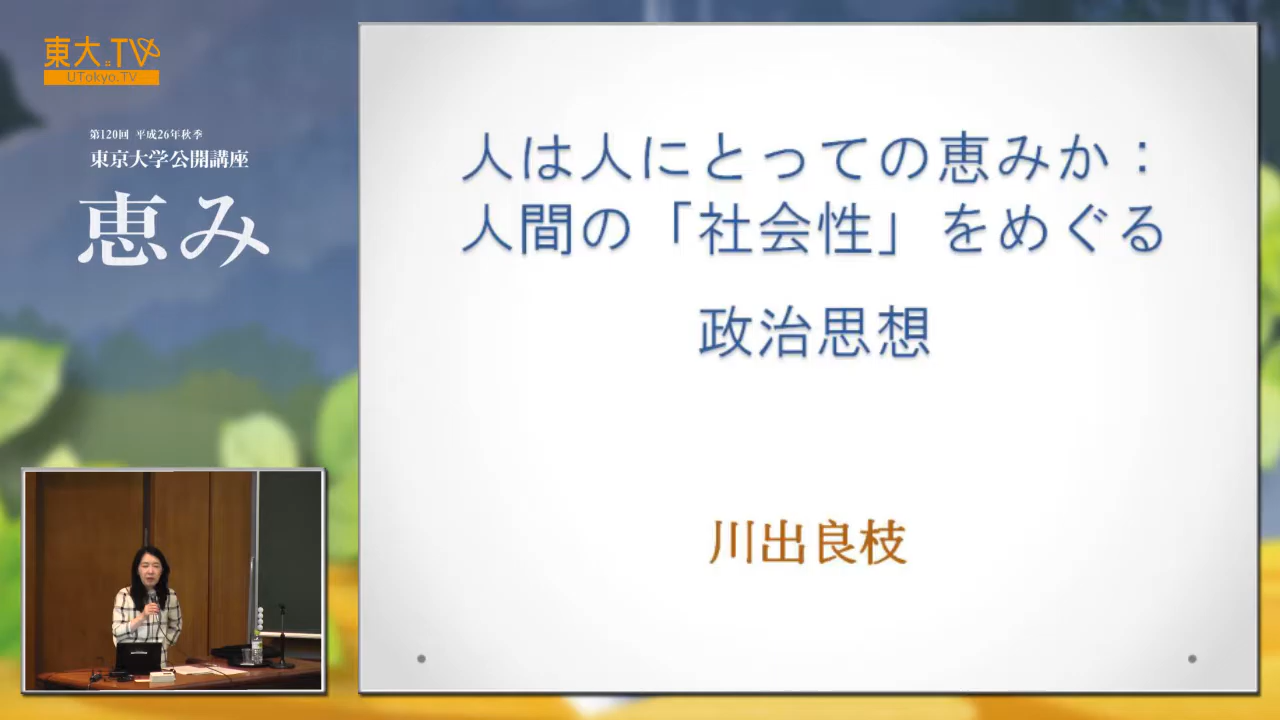 東大.TV
UTokyo.TV
第120回 平成26年秋季
東京大学公開講座
恵み
人は人にとっての恵みか：
人間の「社会性」をめぐる
政治思想
川出良枝